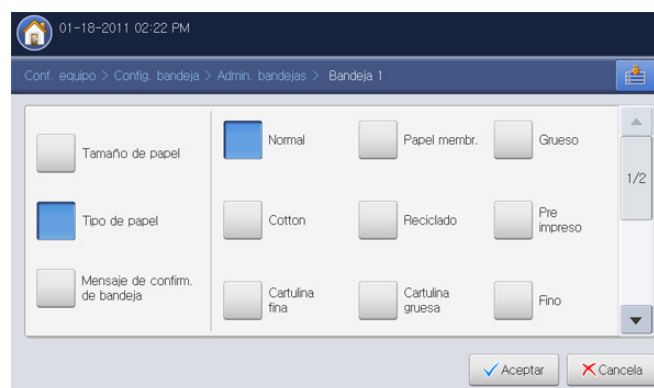 01-18-2011 02:22 PM
Conf. equipo > Config. bandeja > Admin. bandejas > Bandeja 1
Tamaño de papel
Tipo de papel
Mensaje de confirm.
de bandeja
Normal
Papel membr.
Grueso
Cotton
Reciclado
Pre
impreso
Cartulina
fina
Cartulina
gruesa
Fino
1/2
Aceptar
Cancela